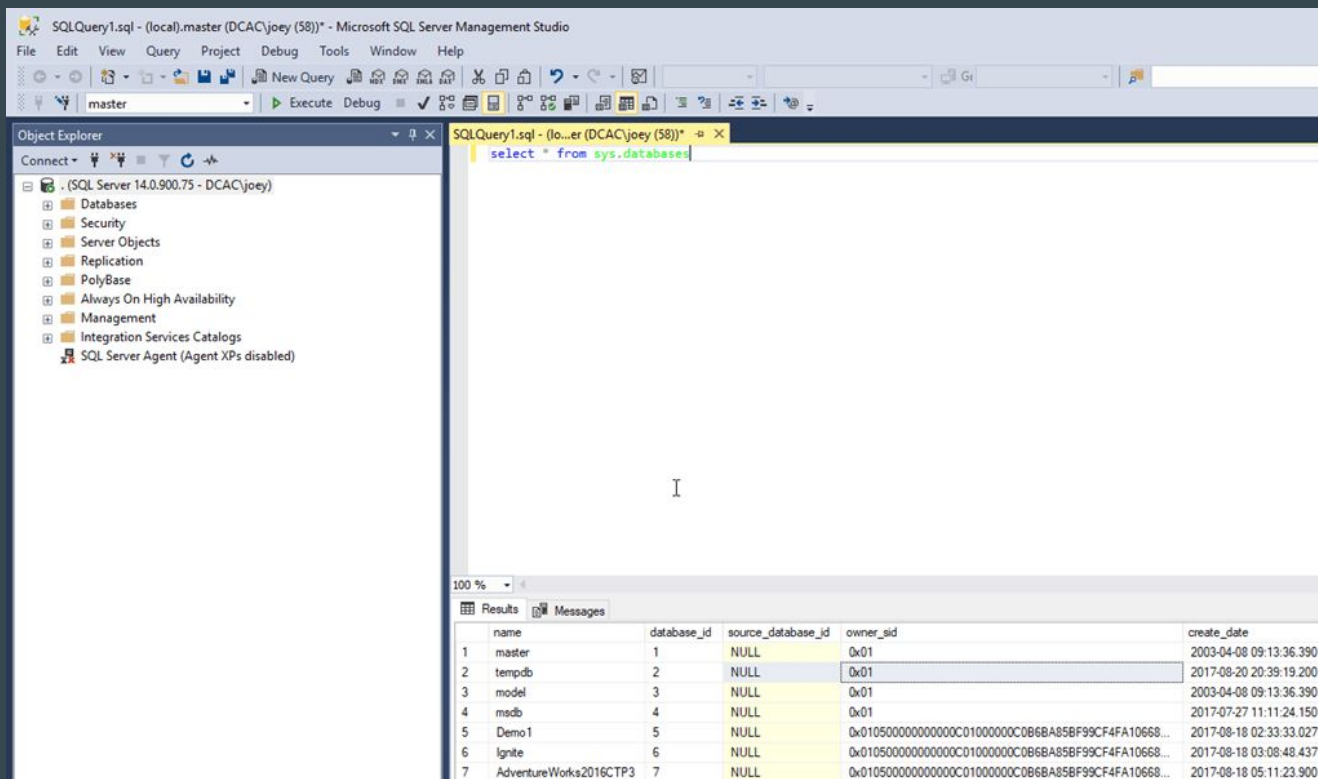 SQLQuery1.sql - (local).master (DCAC\joey (58))* - Microsoft SQL Server Management Studio
File Edit View Query Project Debug Tools Window Help
New Query
master Execute Debug
Object Explorer
SQLQuery1.sql - (lo...er (DCAC\joey (58))*
Connect
select * from sys.databases
. (SQL Server 14.0.900.75 - DCAC\joey)
Databases
Security
Server Objects
Replication
PolyBase
Always On High Availability
Management
Integration Services Catalogs
SQL Server Agent (Agent XPs disabled)
100 %
Results Messages
name database_id source_database_id owner_sid create_date
1 master 1 NULL 0x01 2003-04-08 09:13:36.390
2 tempdb 2 NULL 0x01 2017-08-20 20:39:19.200
3 model 3 NULL 0x01 2003-04-08 09:13:36.390
4 msdb 4 NULL 0x01 2017-07-27 11:11:24.150
5 Demo1 5 NULL 0x010500000000000C01000000C0B6BA85BF99CF4FA10668... 2017-08-18 02:33:33.027
6 Ignite 6 NULL 0x010500000000000C01000000C0B6BA85BF99CF4FA10668... 2017-08-18 03:08:48.437
7 AdventureWorks2016CTP3 7 NULL 0x010500000000000C01000000C0B6BA85BF99CF4FA10668... 2017-08-18 05:11:23.900